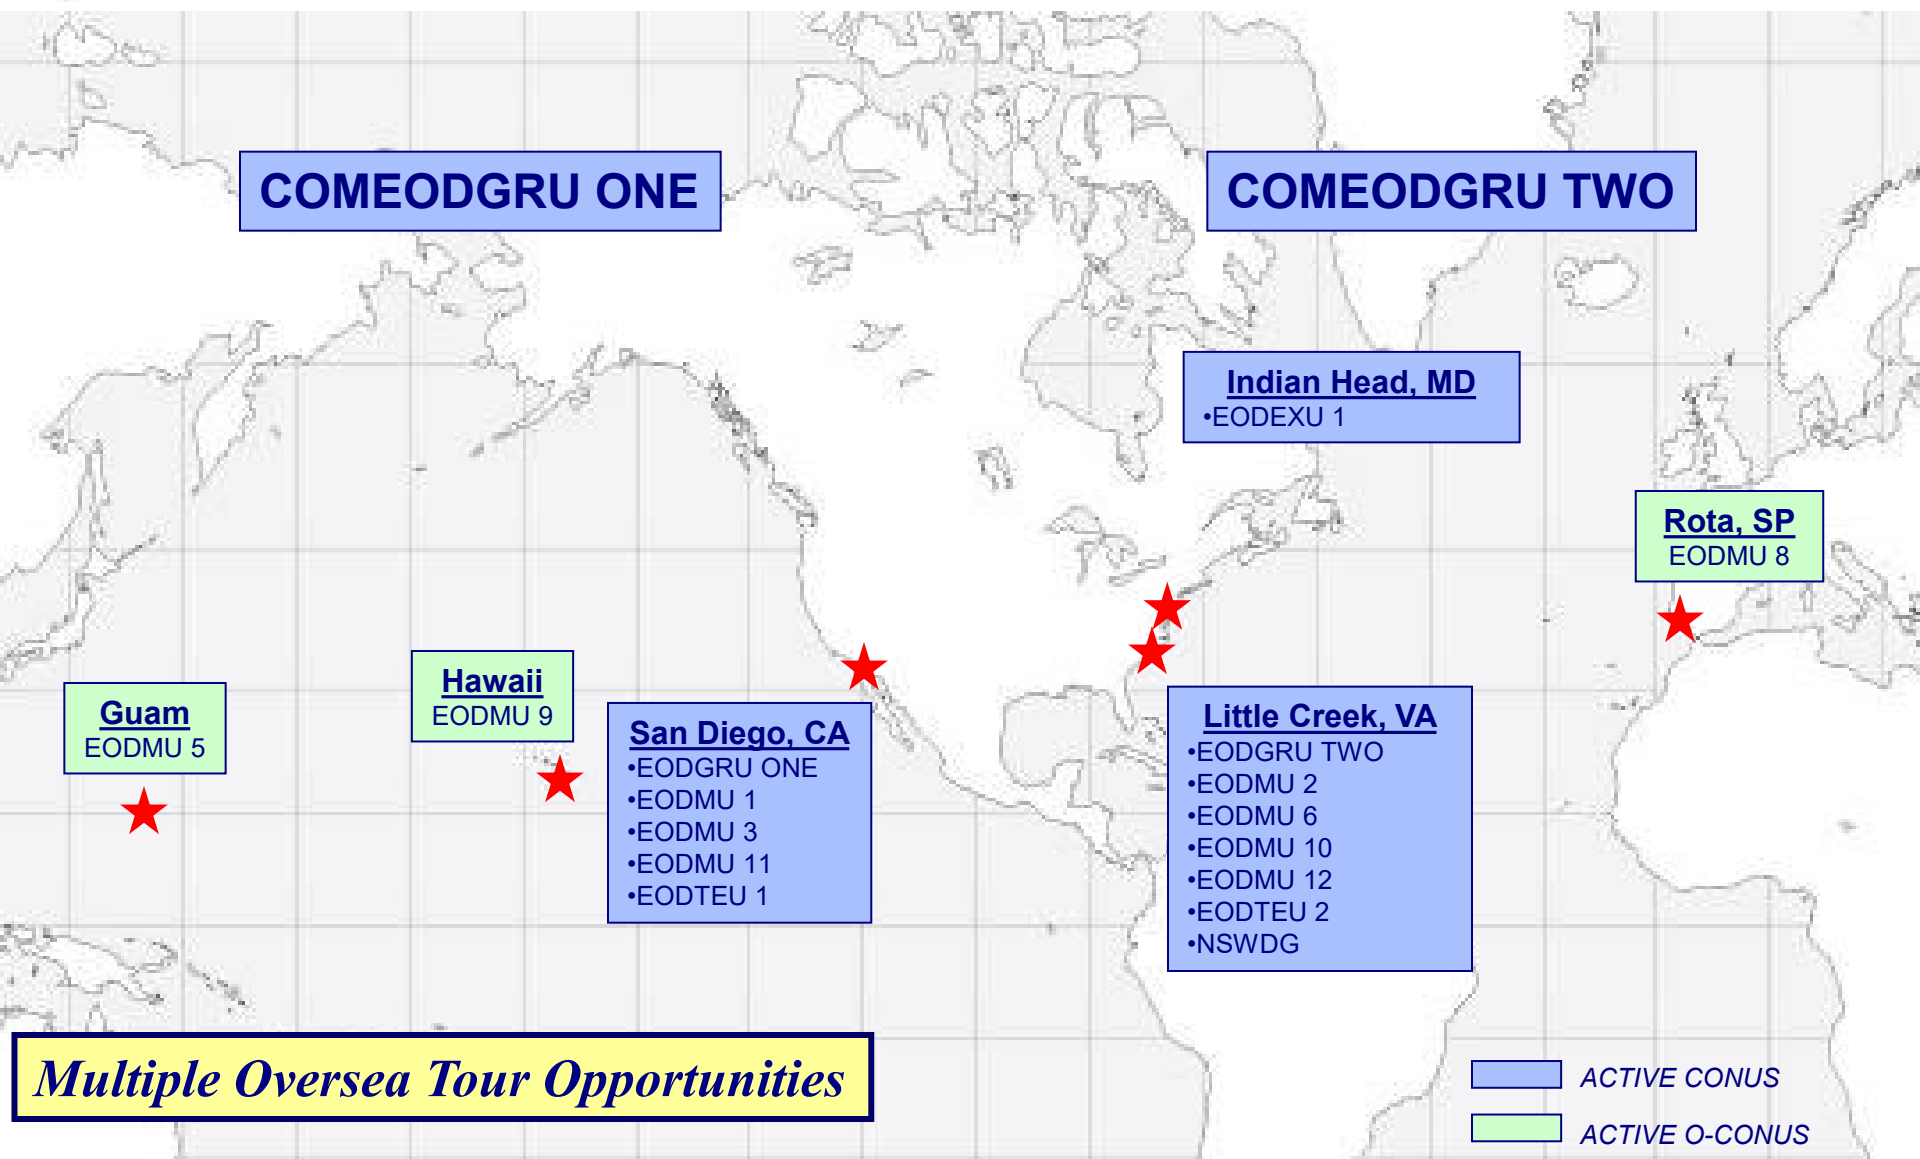 COMEODGRU ONE
COMEODGRU TWO
Indian Head, MD
•EODEXU 1
Rota, SP
EODMU 8
Hawaii
EODMU 9
Guam
EODMU 5
San Diego, CA
•EODGRU ONE
•EODMU 1
•EODMU 3
•EODMU 11
•EODTEU 1
Little Creek, VA
•EODGRU TWO
•EODMU 2
•EODMU 6
•EODMU 10
•EODMU 12
•EODTEU 2
•NSWDG
Multiple Oversea Tour Opportunities
ACTIVE CONUS
ACTIVE O-CONUS